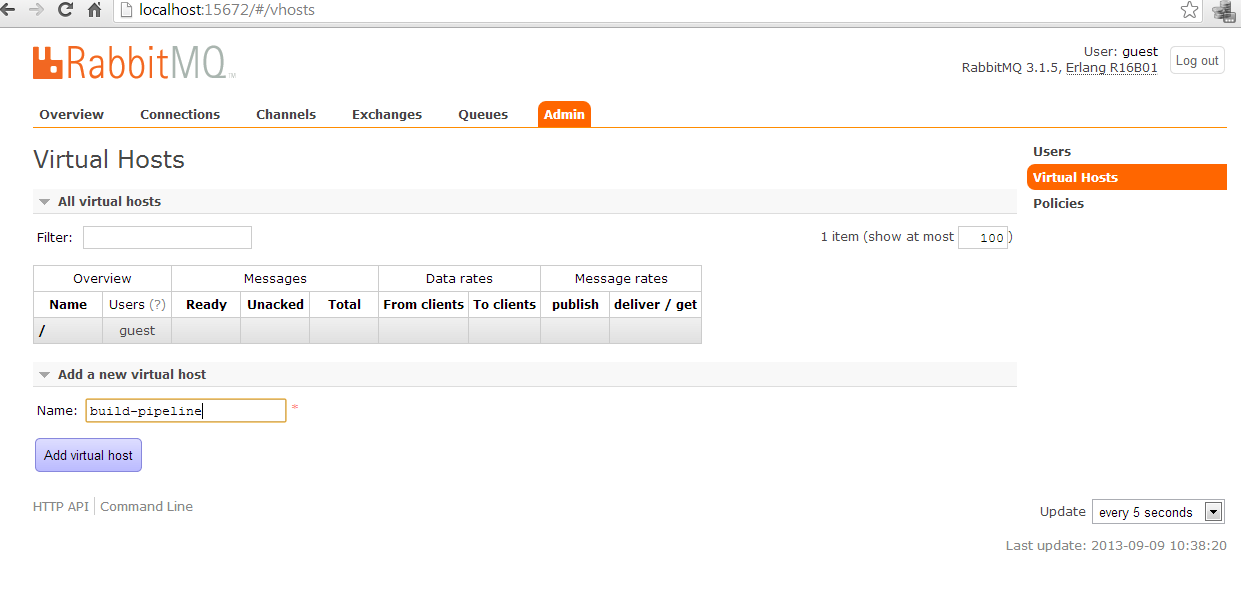 localhost:15672/#/vhosts
RabbitMQ™
User: guest
RabbitMQ 3.1.5, Erlang R16B01
Log out
Overview Connections Channels Exchanges Queues Admin
Virtual Hosts
Users
Virtual Hosts
Policies
All virtual hosts
Filter:
1 item (show at most 100)
Overview Messages Data rates Message rates
Name Users (?) Ready Unacked Total From clients To clients publish deliver / get
/ guest
Add a new virtual host
Name: build-pipeline *
Add virtual host
HTTP API Command Line
Update every 5 seconds
Last update: 2013-09-09 10:38:20